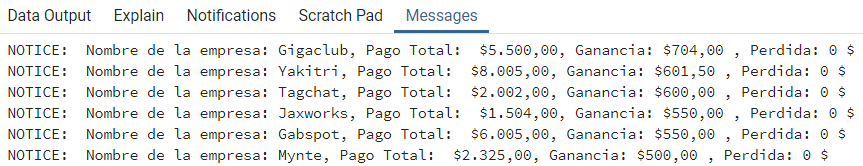 Data Output Explain Notifications Scratch Pad Messages
NOTICE:  Nombre de la empresa: Gigaclub, Pago Total:  $5.500,00, Ganancia: $704,00 , Perdida: 0 $
NOTICE:  Nombre de la empresa: Yakitri, Pago Total:  $8.005,00, Ganancia: $601,50 , Perdida: 0 $
NOTICE:  Nombre de la empresa: Tagchat, Pago Total:  $2.002,00, Ganancia: $600,00 , Perdida: 0 $
NOTICE:  Nombre de la empresa: Jaxworks, Pago Total:  $1.504,00, Ganancia: $550,00 , Perdida: 0 $
NOTICE:  Nombre de la empresa: Gabspot, Pago Total:  $6.005,00, Ganancia: $550,00 , Perdida: 0 $
NOTICE:  Nombre de la empresa: Mynte, Pago Total:  $2.325,00, Ganancia: $500,00 , Perdida: 0 $